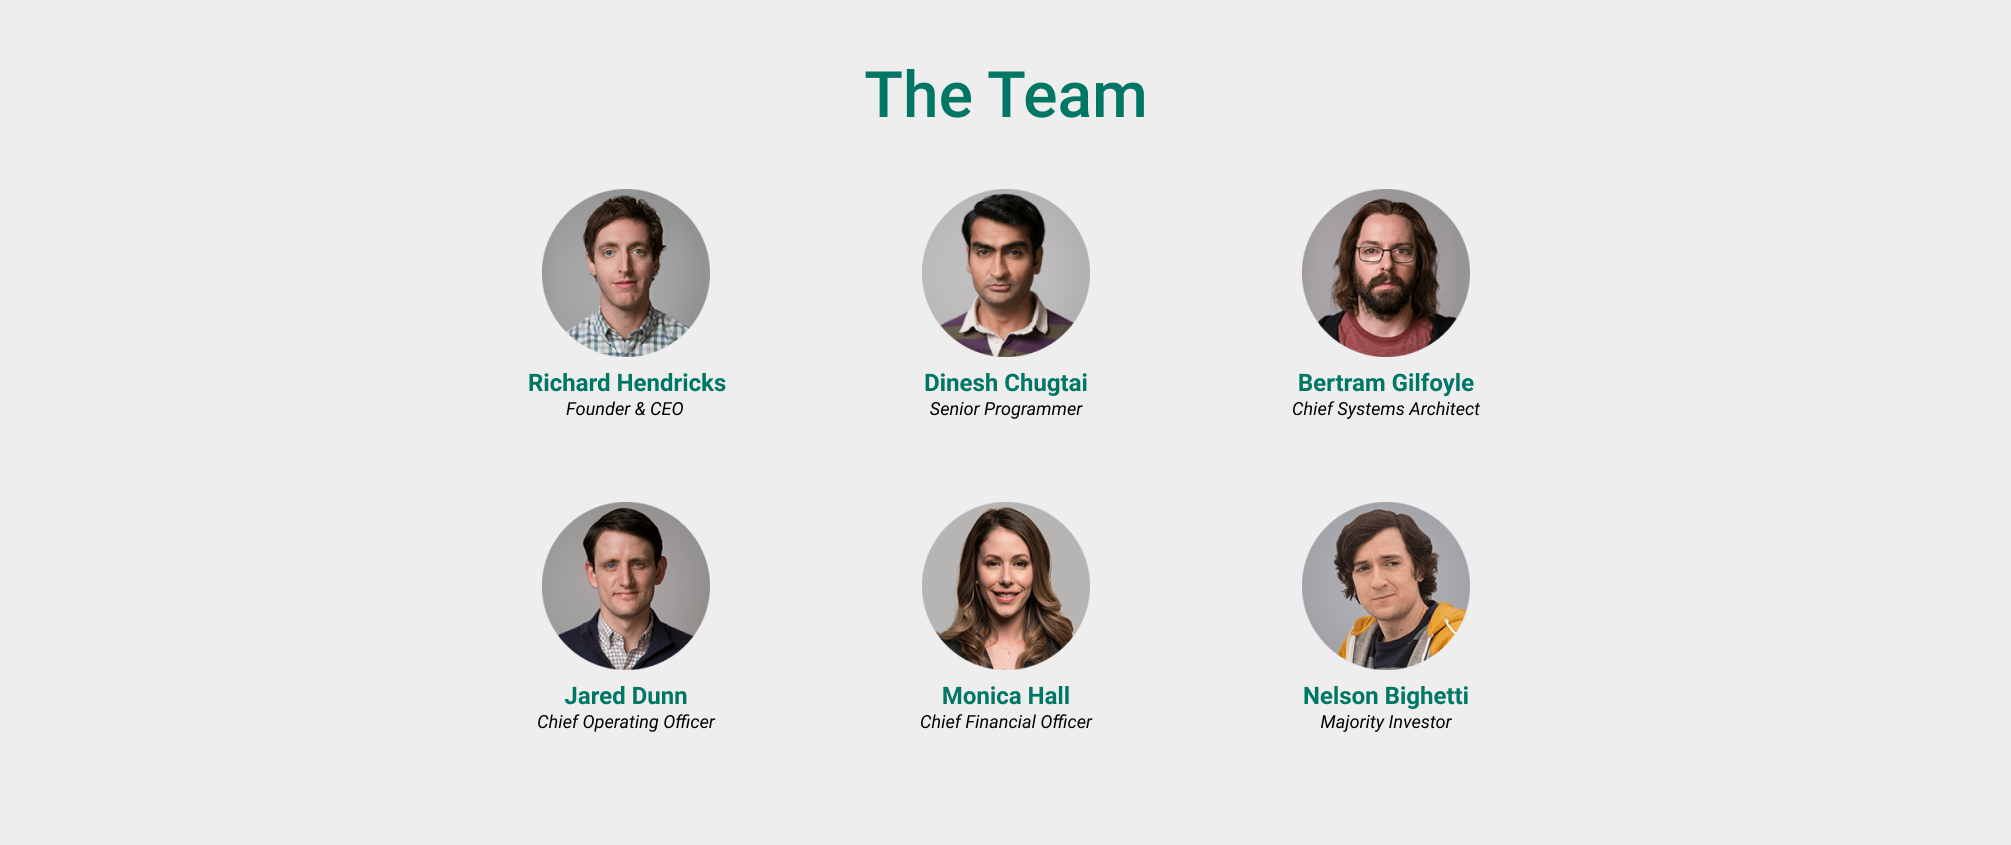 The Team
Richard Hendricks
Founder & CEO
Dinesh Chugtai
Senior Programmer
Bertram Gilfoyle
Chief Systems Architect
Jared Dunn
Chief Operating Officer
Monica Hall
Chief Financial Officer
Nelson Bighetti
Majority Investor